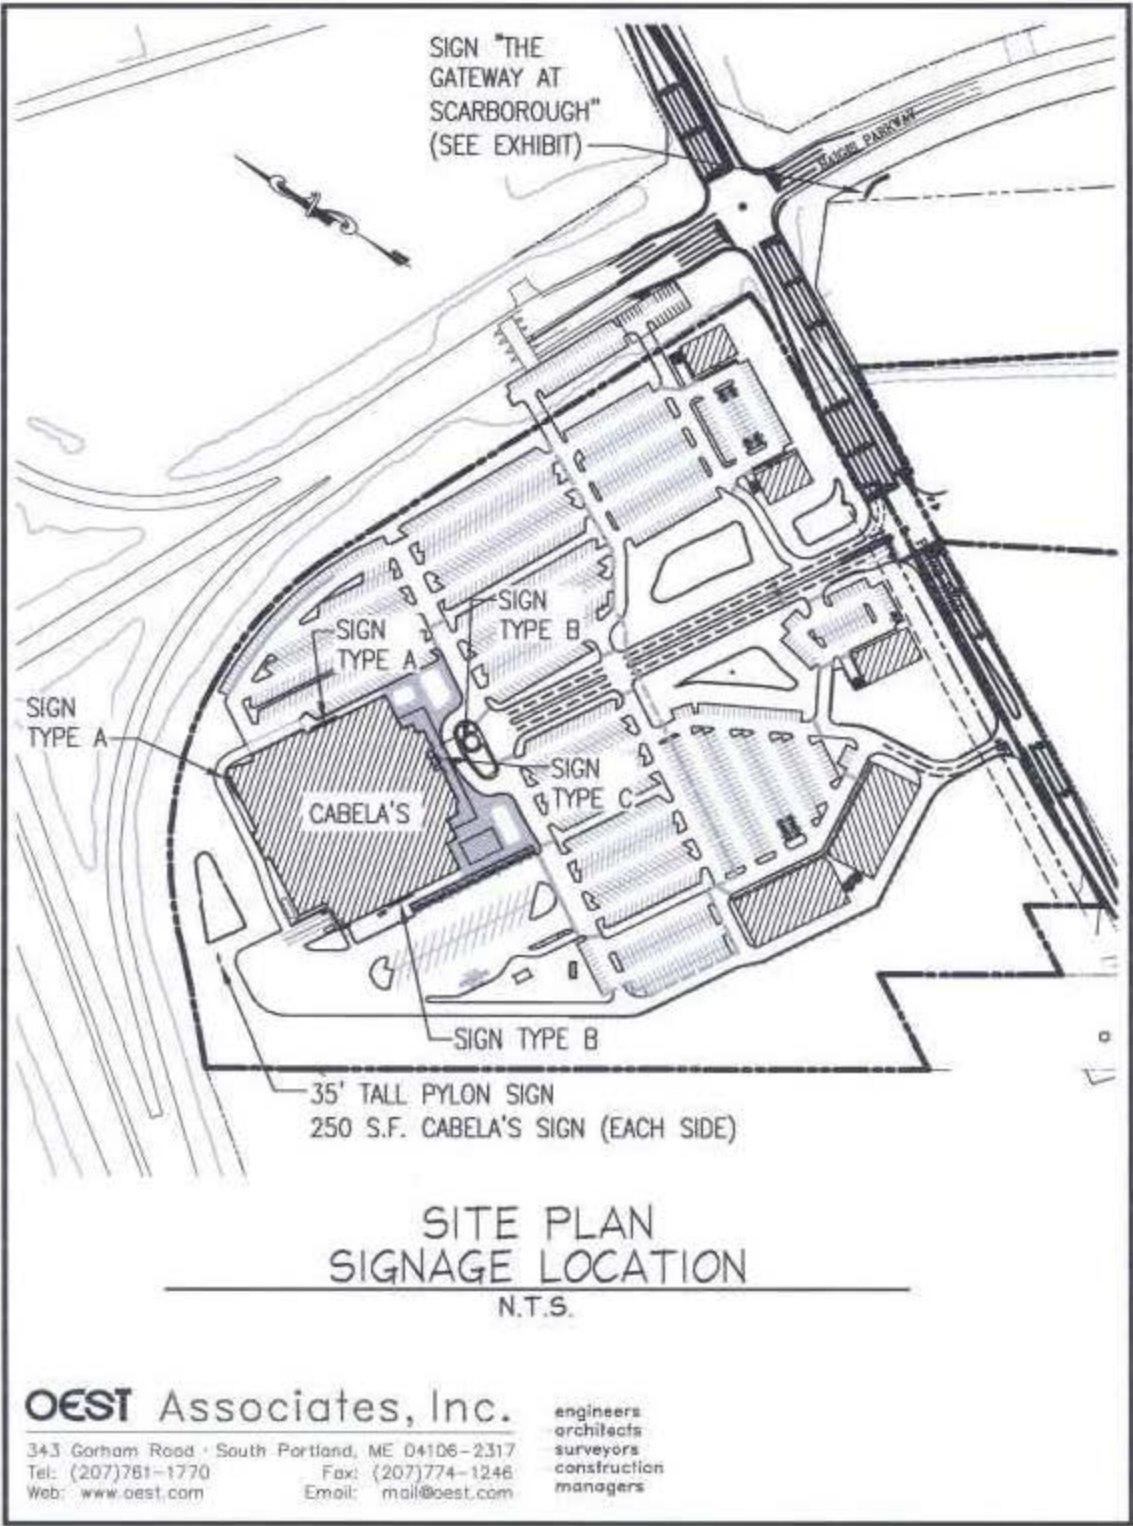 SIGN "THE
GATEWAY AT
SCARBOROUGH"
(SEE EXHIBIT)
HAIGIS PARKWAY
SIGN
TYPE B
SIGN
TYPE A
SIGN
TYPE A
SIGN
TYPE C
CABELA'S
SIGN TYPE B
35' TALL PYLON SIGN
250 S.F. CABELA'S SIGN (EACH SIDE)
SITE PLAN
SIGNAGE LOCATION
N.T.S.
OEST Associates, Inc.
343 Gorham Road · South Portland, ME 04106-2317
Tel: (207)761-1770 Fax: (207)774-1246
Web: www.oest.com Email: mail@oest.com
engineers
architects
surveyors
construction
managers